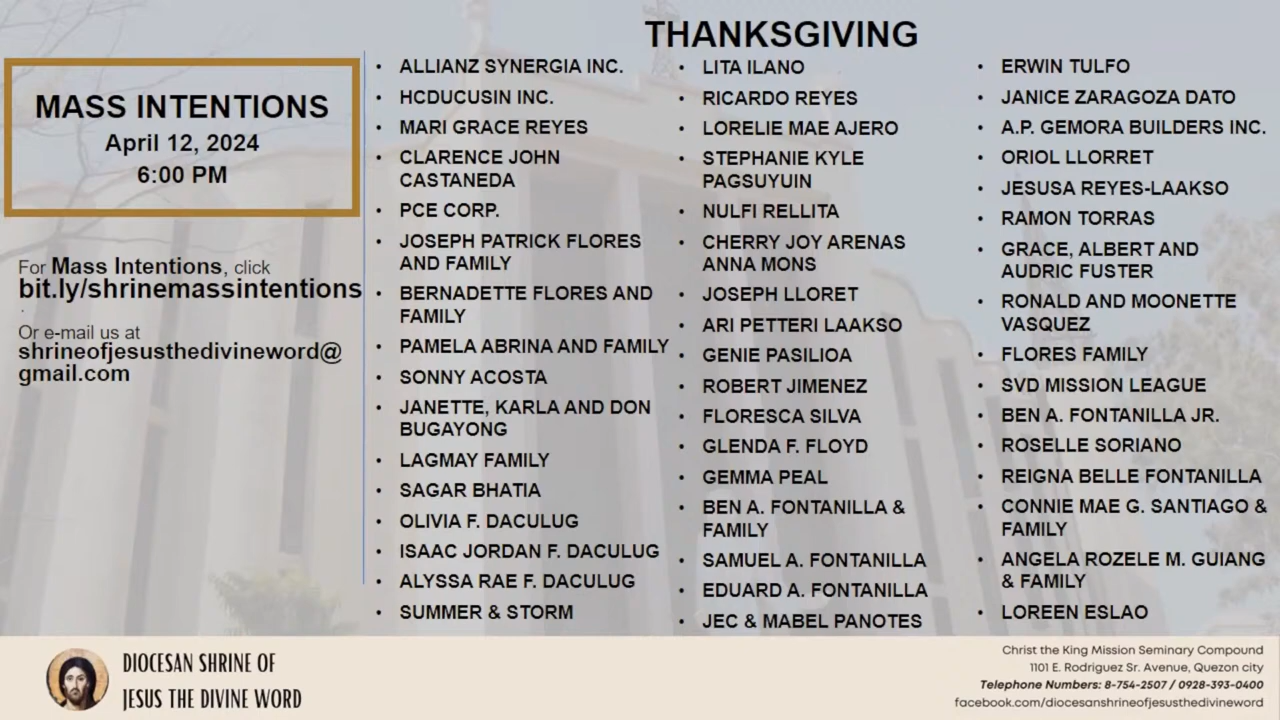 THANKSGIVING
MASS INTENTIONS
April 12, 2024
6:00 PM
For Mass Intentions, click
bit.ly/shrinemassintentions
.
Or e-mail us at
shrineofjesusthedivineword@
gmail.com
• ALLIANZ SYNERGIA INC.
• HCDUCUSIN INC.
• MARI GRACE REYES
• CLARENCE JOHN
CASTANEDA
• PCE CORP.
• JOSEPH PATRICK FLORES
AND FAMILY
• BERNADETTE FLORES AND
FAMILY
• PAMELA ABRINA AND FAMILY
• SONNY ACOSTA
• JANETTE, KARLA AND DON
BUGAYONG
• LAGMAY FAMILY
• SAGAR BHATIA
• OLIVIA F. DACULUG
• ISAAC JORDAN F. DACULUG
• ALYSSA RAE F. DACULUG
• SUMMER & STORM
• LITA ILANO
• RICARDO REYES
• LORELIE MAE AJERO
• STEPHANIE KYLE
PAGSUYUIN
• NULFI RELLITA
• CHERRY JOY ARENAS
ANNA MONS
• JOSEPH LLORET
• ARI PETTERI LAAKSO
• GENIE PASILIOA
• ROBERT JIMENEZ
• FLORESCA SILVA
• GLENDA F. FLOYD
• GEMMA PEAL
• BEN A. FONTANILLA &
FAMILY
• SAMUEL A. FONTANILLA
• EDUARD A. FONTANILLA
• JEC & MABEL PANOTES
• ERWIN TULFO
• JANICE ZARAGOZA DATO
• A.P. GEMORA BUILDERS INC.
• ORIOL LLORRET
• JESUSA REYES-LAAKSO
• RAMON TORRAS
• GRACE, ALBERT AND
AUDRIC FUSTER
• RONALD AND MOONETTE
VASQUEZ
• FLORES FAMILY
• SVD MISSION LEAGUE
• BEN A. FONTANILLA JR.
• ROSELLE SORIANO
• REIGNA BELLE FONTANILLA
• CONNIE MAE G. SANTIAGO &
FAMILY
• ANGELA ROZELE M. GUIANG
& FAMILY
• LOREEN ESLAO
DIOCESAN SHRINE OF
JESUS THE DIVINE WORD
Christ the King Mission Seminary Compound
1101 E. Rodriguez Sr. Avenue, Quezon city
Telephone Numbers: 8-754-2507 / 0928-393-0400
facebook.com/diocesanshrineofjesusthedivineword